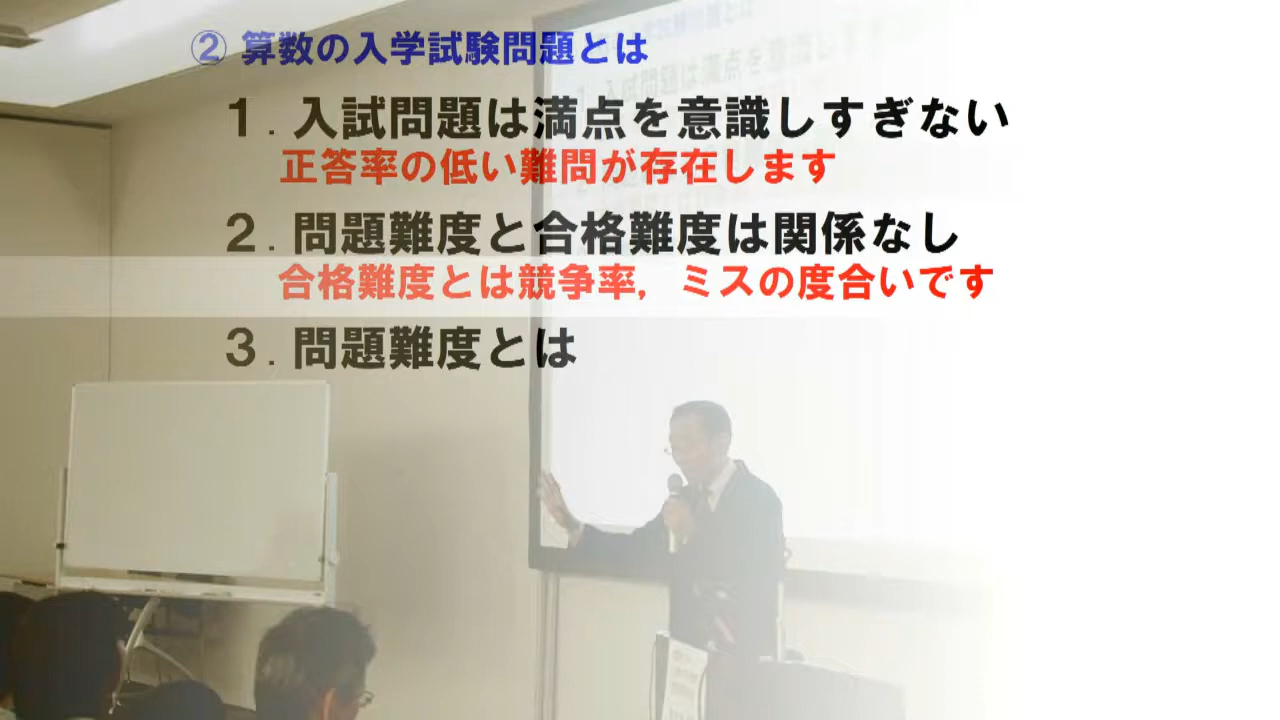 ② 算数の入学試験問題とは
１．入試問題は満点を意識しすぎない
正答率の低い難問が存在します
２．問題難度と合格難度は関係なし
合格難度とは競争率，ミスの度合いです
３．問題難度とは